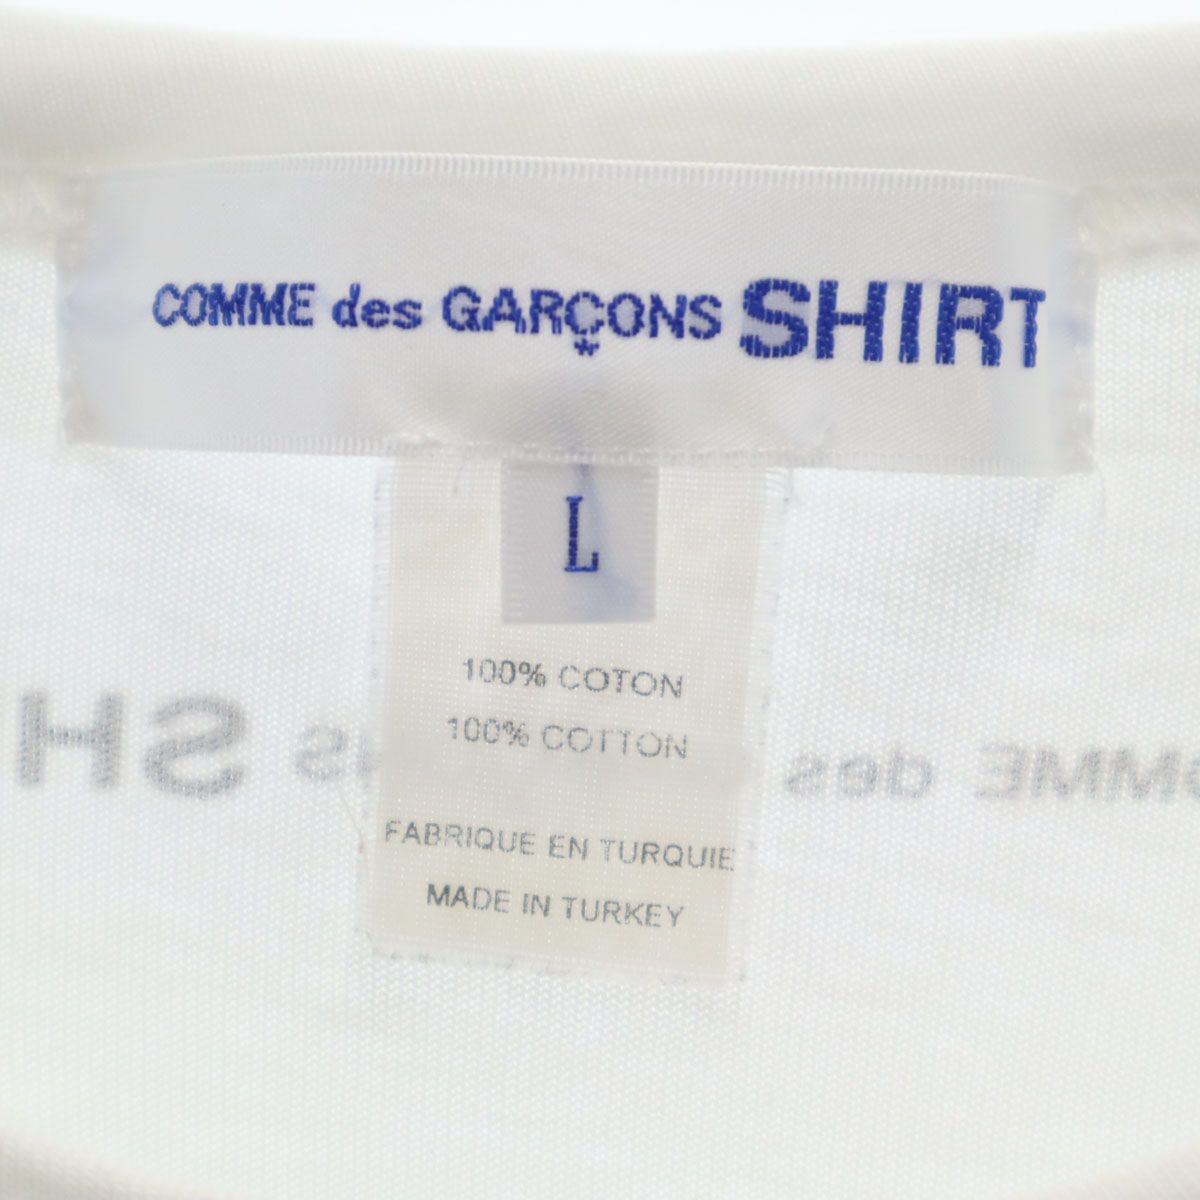 COMME des GARÇONS SHIRT
L
100% COTON
100% COTTON
FABRIQUE EN TURQUIE
MADE IN TURKEY